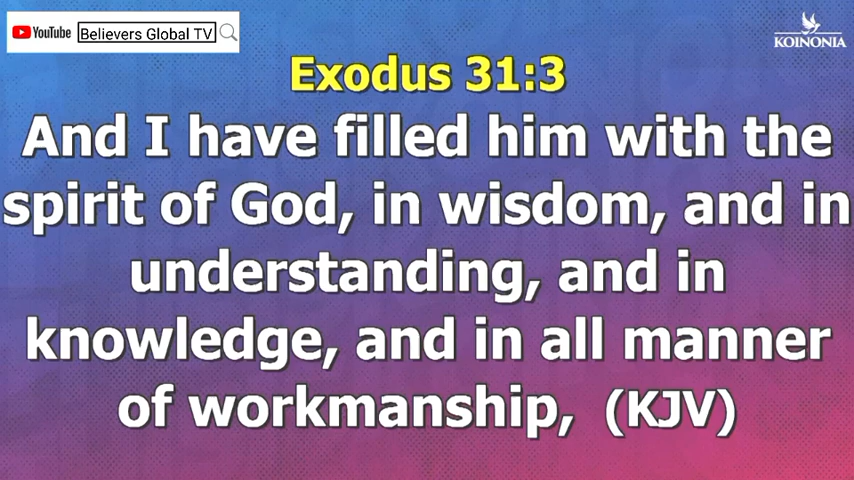 YouTube Believers Global TV
KOINONIA
Exodus 31:3
And I have filled him with the
spirit of God, in wisdom, and in
understanding, and in
knowledge, and in all manner
of workmanship, (KJV)